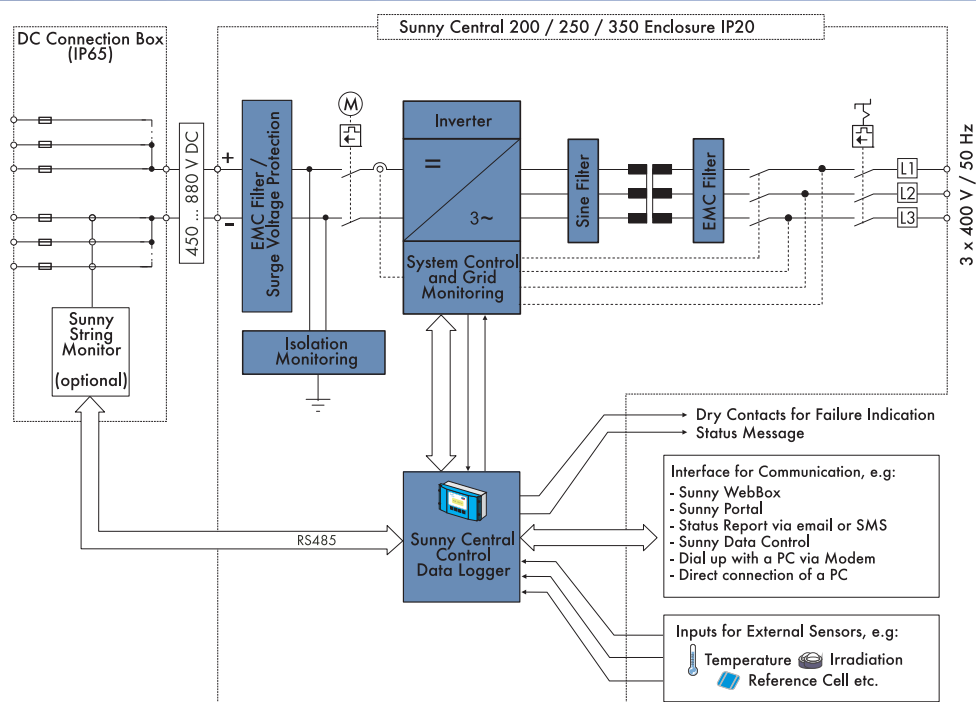 Sunny Central 200 / 250 / 350 Enclosure IP20
DC Connection Box
(IP65)
450 ... 880 V DC
+
-
EMC Filter /
Surge Voltage Protection
M
Inverter
=
3~
System Control
and Grid
Monitoring
Sine Filter
EMC Filter
L1
L2
L3
3 x 400 V / 50 Hz
Sunny
String
Monitor
(optional)
Isolation
Monitoring
RS485
Sunny Central
Control
Data Logger
Dry Contacts for Failure Indication
Status Message
Interface for Communication, e.g:
- Sunny WebBox
- Sunny Portal
- Status Report via email or SMS
- Sunny Data Control
- Dial up with a PC via Modem
- Direct connection of a PC
Inputs for External Sensors, e.g:
Temperature Irradiation
Reference Cell etc.